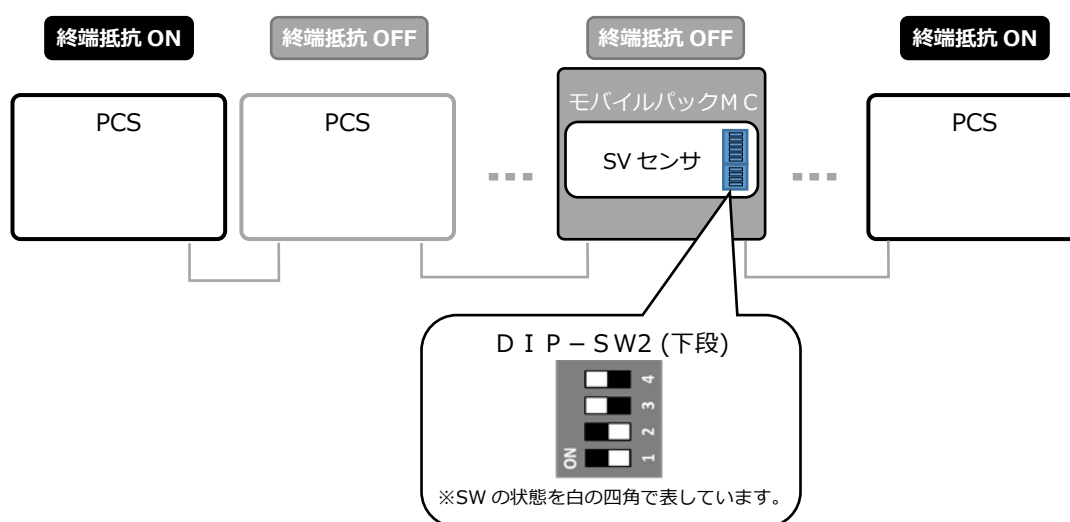 終端抵抗 ON
終端抵抗 OFF
終端抵抗 OFF
終端抵抗 ON
PCS
PCS
モバイルパックＭＣ
SV センサ
PCS
ＤＩＰ－ＳＷ2 (下段)
4
3
2
1
ON
※SW の状態を白の四角で表しています。